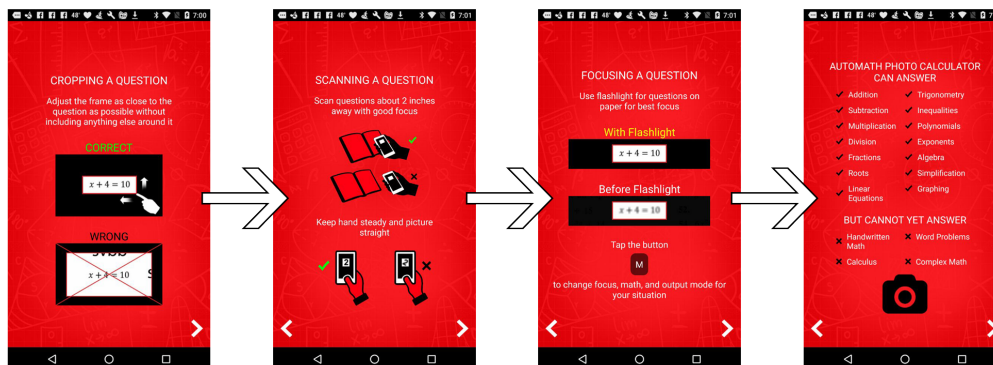 48° 7:00
CROPPING A QUESTION
Adjust the frame as close to the
question as possible without
including anything else around it
CORRECT
x + 4 = 10
WRONG
x + 4 = 10
48° 7:01
SCANNING A QUESTION
Scan questions about 2 inches
away with good focus
Keep hand steady and picture
straight
2
48° 7:01
FOCUSING A QUESTION
Use flashlight for questions on
paper for best focus
With Flashlight
x + 4 = 10
Before Flashlight
x + 4 = 10
Tap the button
M
to change focus, math, and output mode for
your situation
48°
AUTOMATH PHOTO CALCULATOR
CAN ANSWER
Addition Trigonometry
Subtraction Inequalities
Multiplication Polynomials
Division Exponents
Fractions Algebra
Roots Simplification
Linear Graphing
Equations
BUT CANNOT YET ANSWER
Handwritten Word Problems
Math
Calculus Complex Math